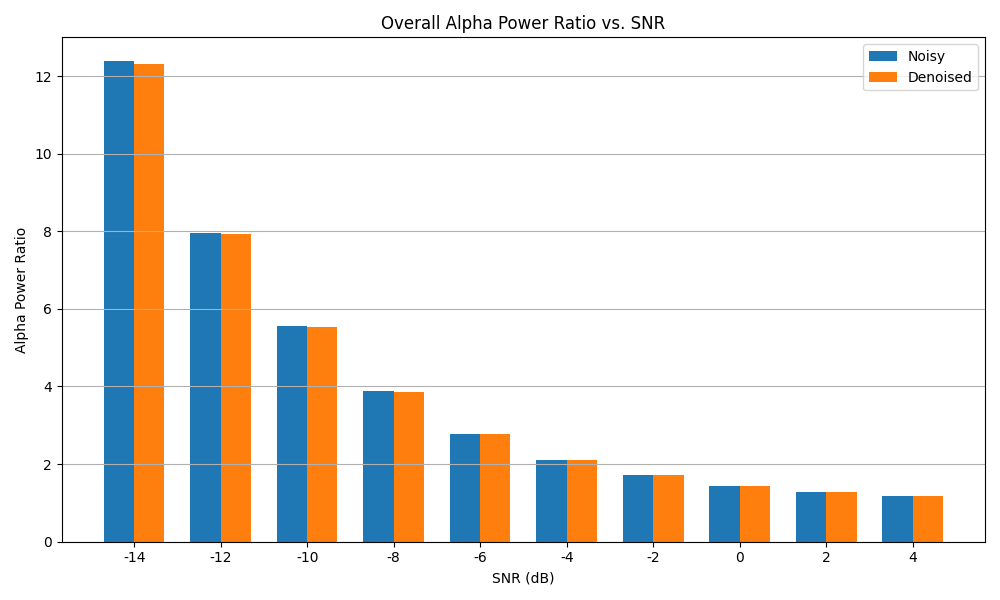 Overall Alpha Power Ratio vs. SNR
Noisy
Denoised
Alpha Power Ratio
12
10
8
6
4
2
0
-14 -12 -10 -8 -6 -4 -2 0 2 4
SNR (dB)